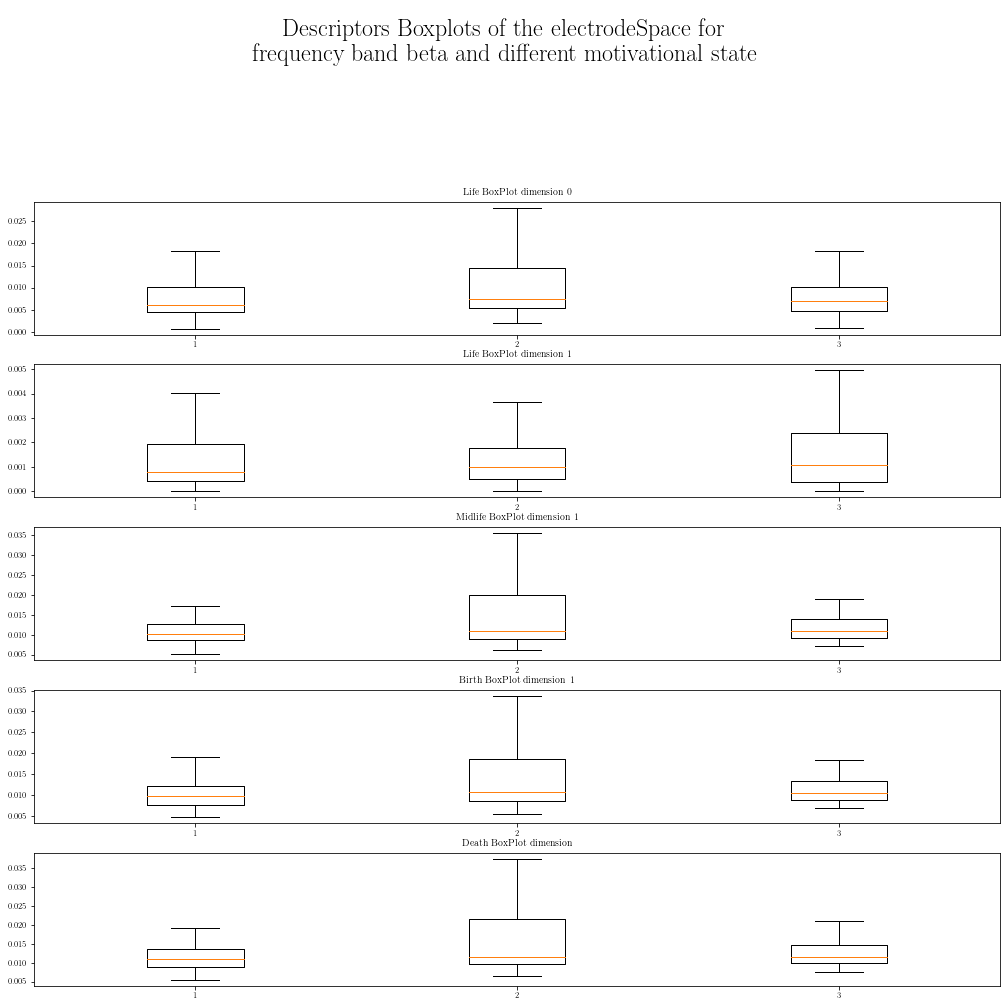 Descriptors Boxplots of the electrodeSpace for
frequency band beta and different motivational state
Life BoxPlot dimension 0
0.025
0.020
0.015
0.010
0.005
0.000
1 2 3
Life BoxPlot dimension 1
0.005
0.004
0.003
0.002
0.001
0.000
1 2 3
Midlife BoxPlot dimension 1
0.035
0.030
0.025
0.020
0.015
0.010
0.005
1 2 3
Birth BoxPlot dimension 1
0.035
0.030
0.025
0.020
0.015
0.010
0.005
1 2 3
Death BoxPlot dimension
0.035
0.030
0.025
0.020
0.015
0.010
0.005
1 2 3